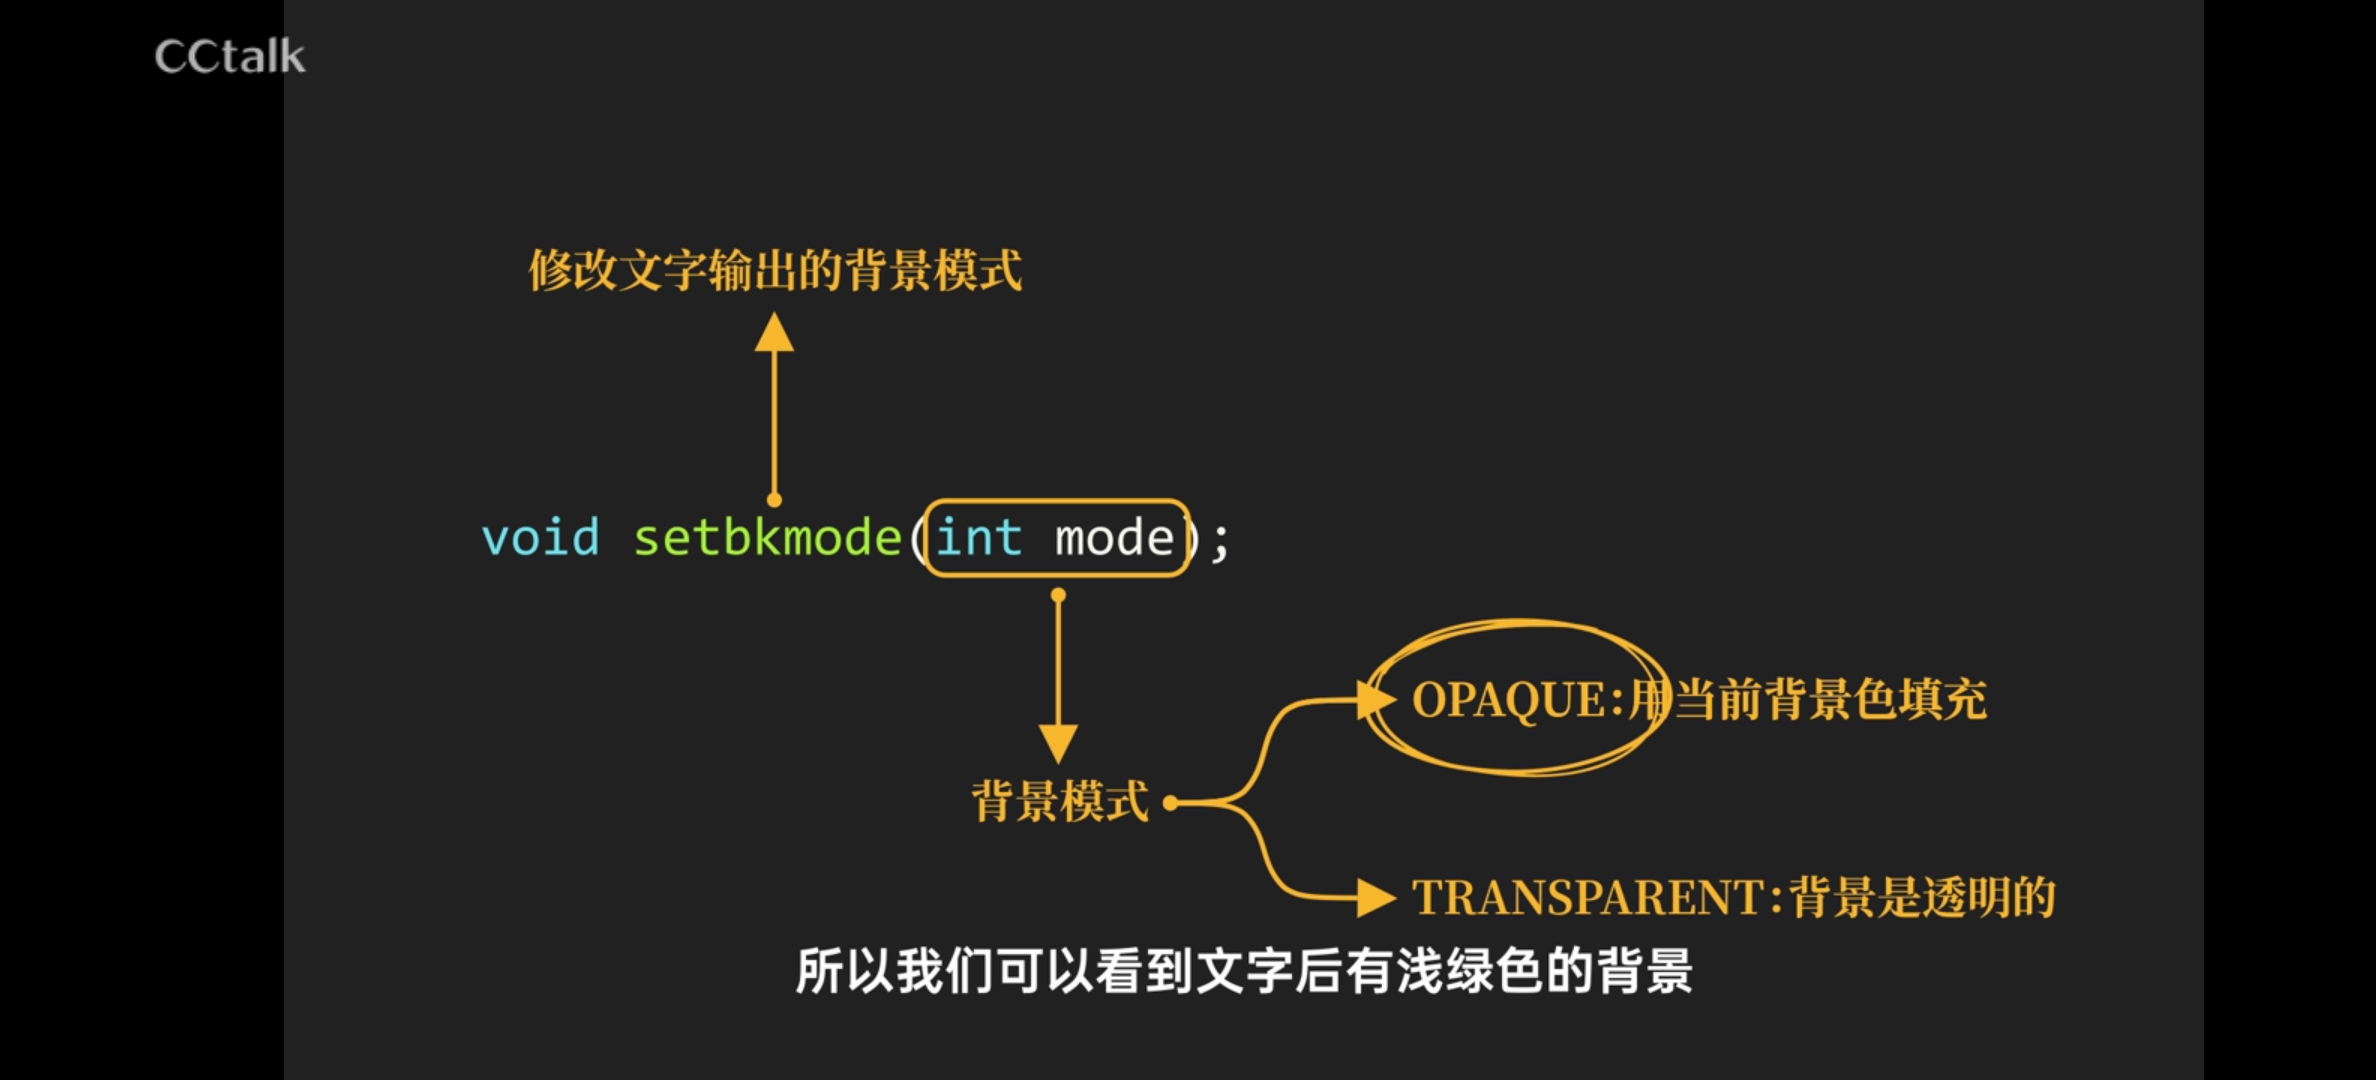 CCtalk
修改文字输出的背景模式
void setbkmode(int mode);
OPAQUE:用当前背景色填充
背景模式
TRANSPARENT:背景是透明的
所以我们可以看到文字后有浅绿色的背景